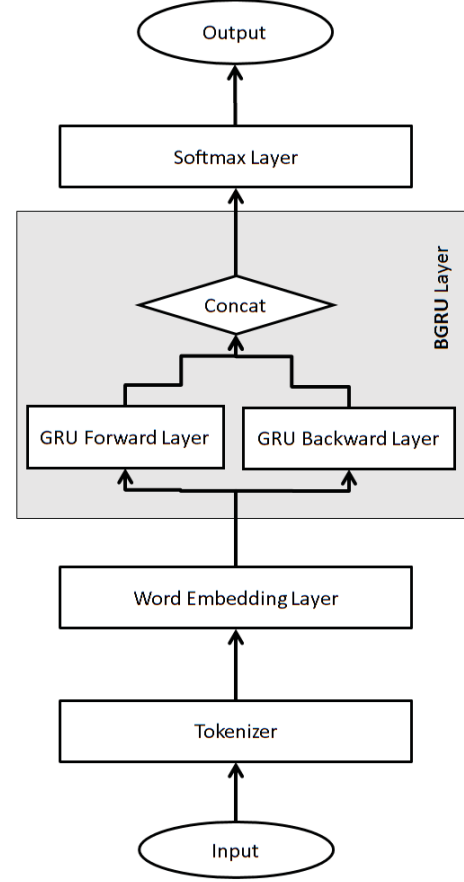 Output
Softmax Layer
Concat
BGRU Layer
GRU Forward Layer
GRU Backward Layer
Word Embedding Layer
Tokenizer
Input